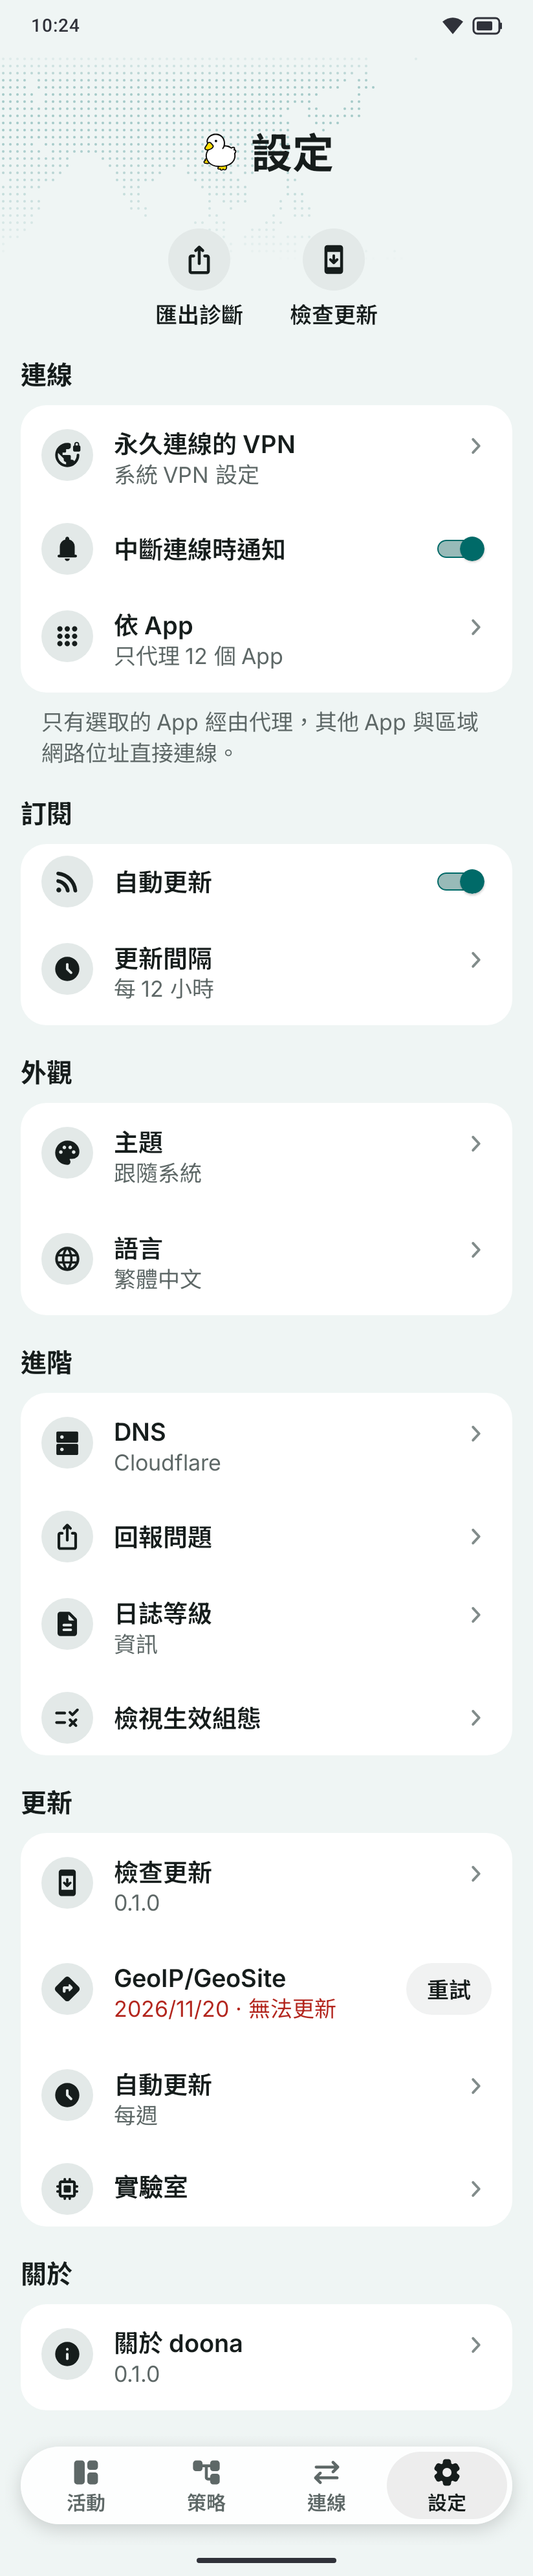 10:24
設定
匯出診斷
檢查更新
連線
永久連線的 VPN
系統 VPN 設定
中斷連線時通知
依 App
只代理 12 個 App
只有選取的 App 經由代理，其他 App 與區域
網路位址直接連線。
訂閱
自動更新
更新間隔
每 12 小時
外觀
主題
跟隨系統
語言
繁體中文
進階
DNS
Cloudflare
回報問題
日誌等級
資訊
檢視生效組態
更新
檢查更新
0.1.0
GeoIP/GeoSite
2026/11/20 · 無法更新
重試
自動更新
每週
實驗室
關於
關於 doona
0.1.0
活動
策略
連線
設定